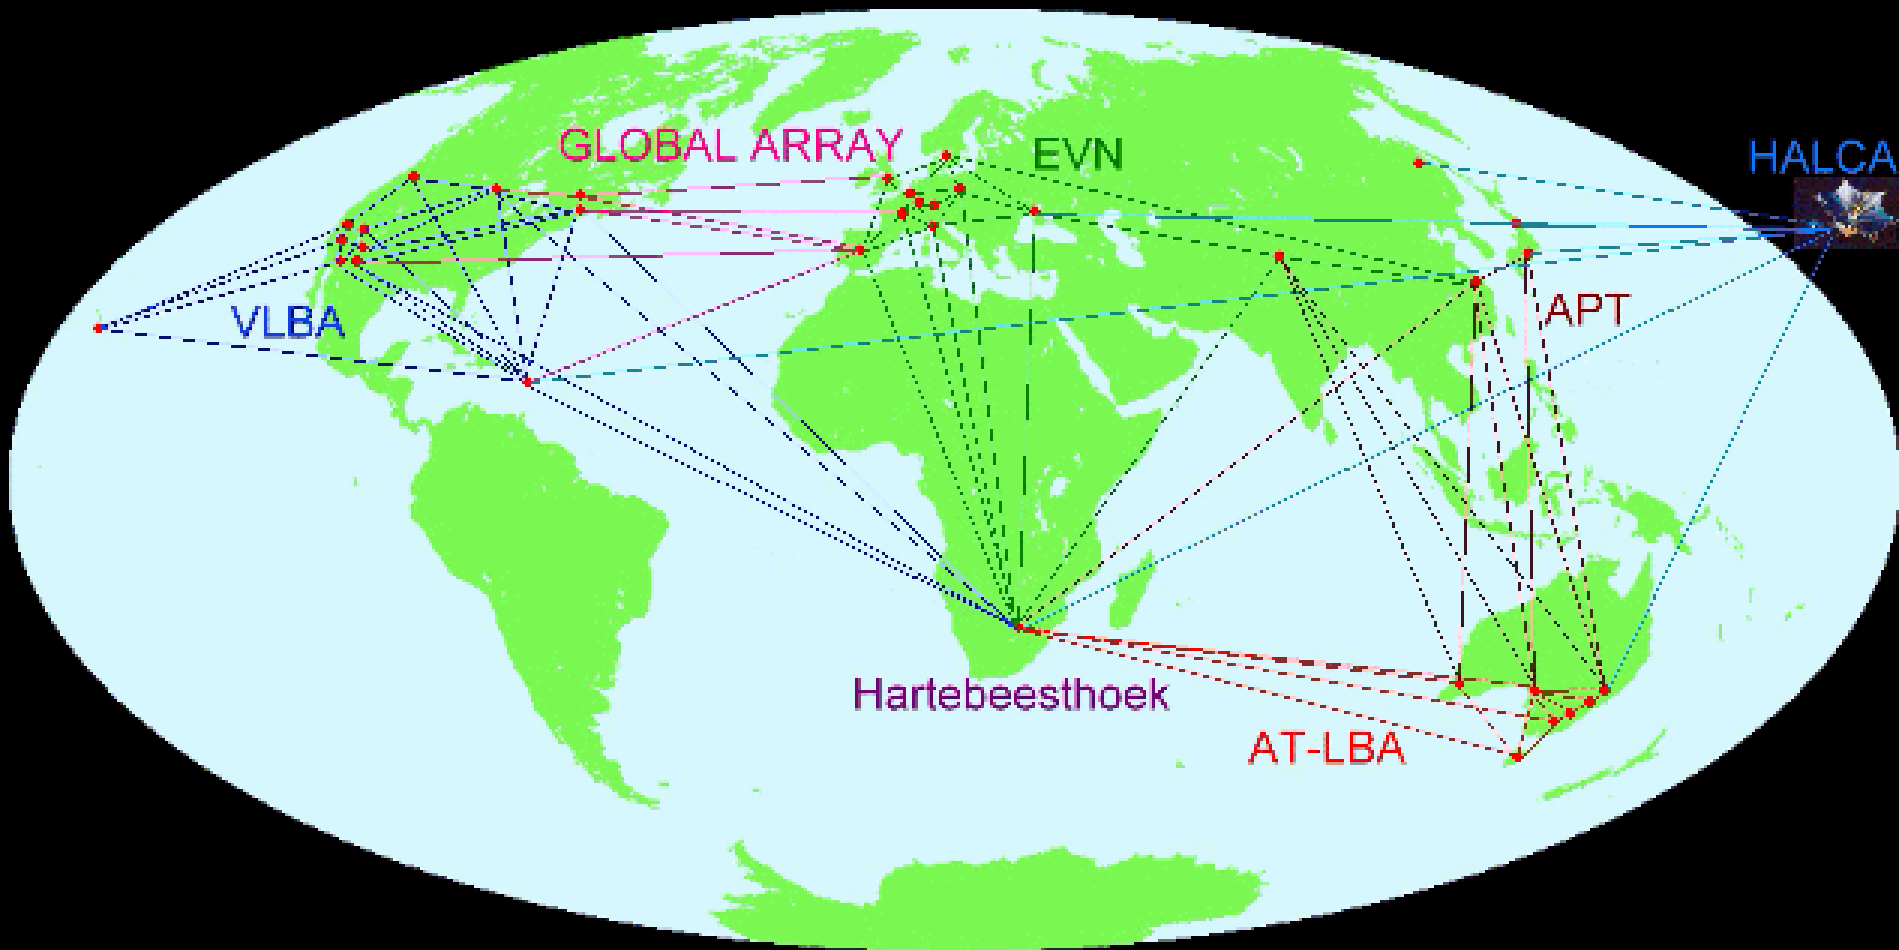 GLOBAL ARRAY
EVN
HALCA
VLBA
APT
Hartebeesthoek
AT-LBA